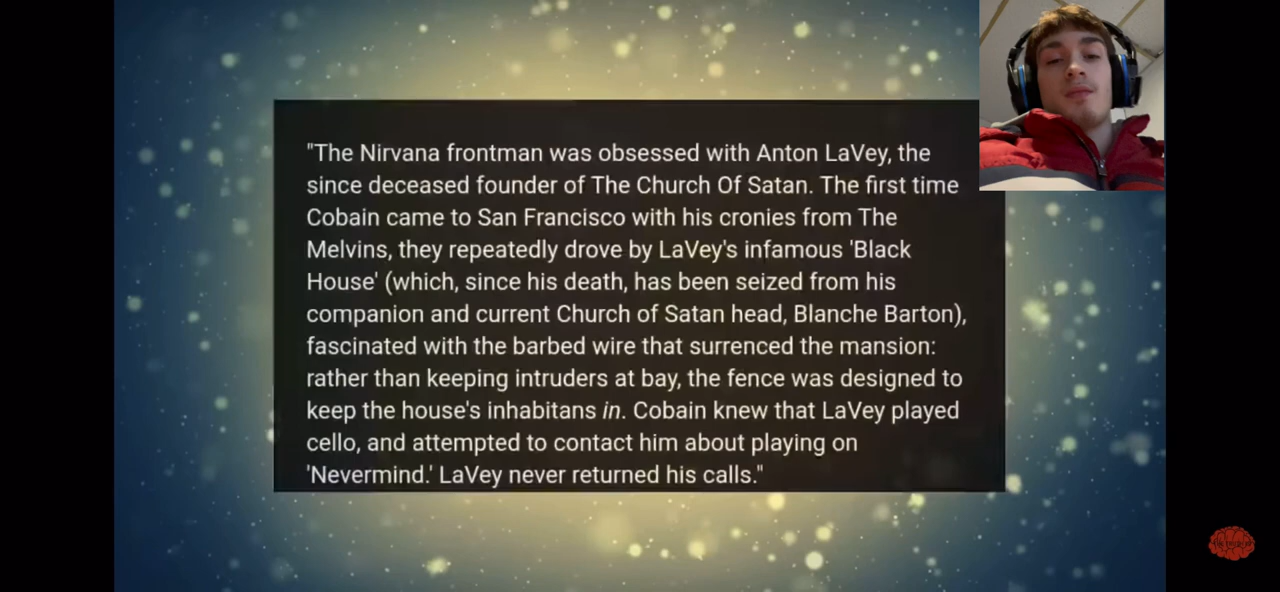 "The Nirvana frontman was obsessed with Anton LaVey, the
since deceased founder of The Church Of Satan. The first time
Cobain came to San Francisco with his cronies from The
Melvins, they repeatedly drove by LaVey's infamous 'Black
House' (which, since his death, has been seized from his
companion and current Church of Satan head, Blanche Barton),
fascinated with the barbed wire that surrenced the mansion:
rather than keeping intruders at bay, the fence was designed to
keep the house's inhabitans in. Cobain knew that LaVey played
cello, and attempted to contact him about playing on
'Nevermind.' LaVey never returned his calls."